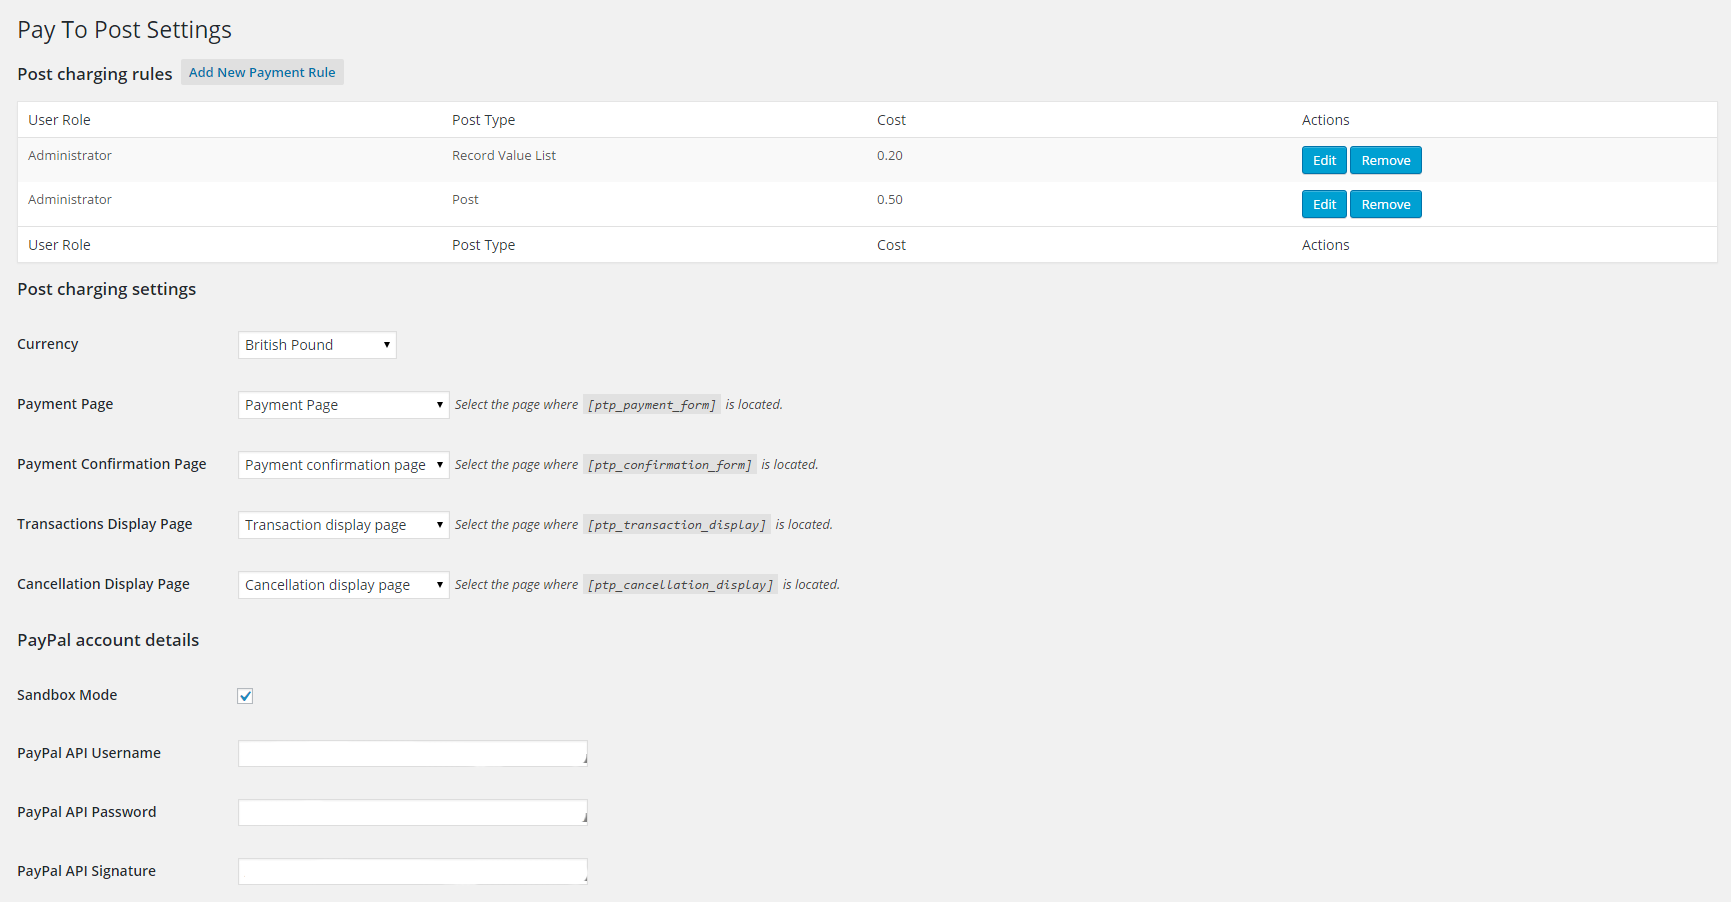 Pay To Post Settings
Post charging rules Add New Payment Rule
User Role Post Type Cost Actions
Administrator Record Value List 0.20 Edit Remove
Administrator Post 0.50 Edit Remove
User Role Post Type Cost Actions
Post charging settings
Currency British Pound
Payment Page Payment Page Select the page where [ptp_payment_form] is located.
Payment Confirmation Page Payment confirmation page Select the page where [ptp_confirmation_form] is located.
Transactions Display Page Transaction display page Select the page where [ptp_transaction_display] is located.
Cancellation Display Page Cancellation display page Select the page where [ptp_cancellation_display] is located.
PayPal account details
Sandbox Mode
PayPal API Username
PayPal API Password
PayPal API Signature